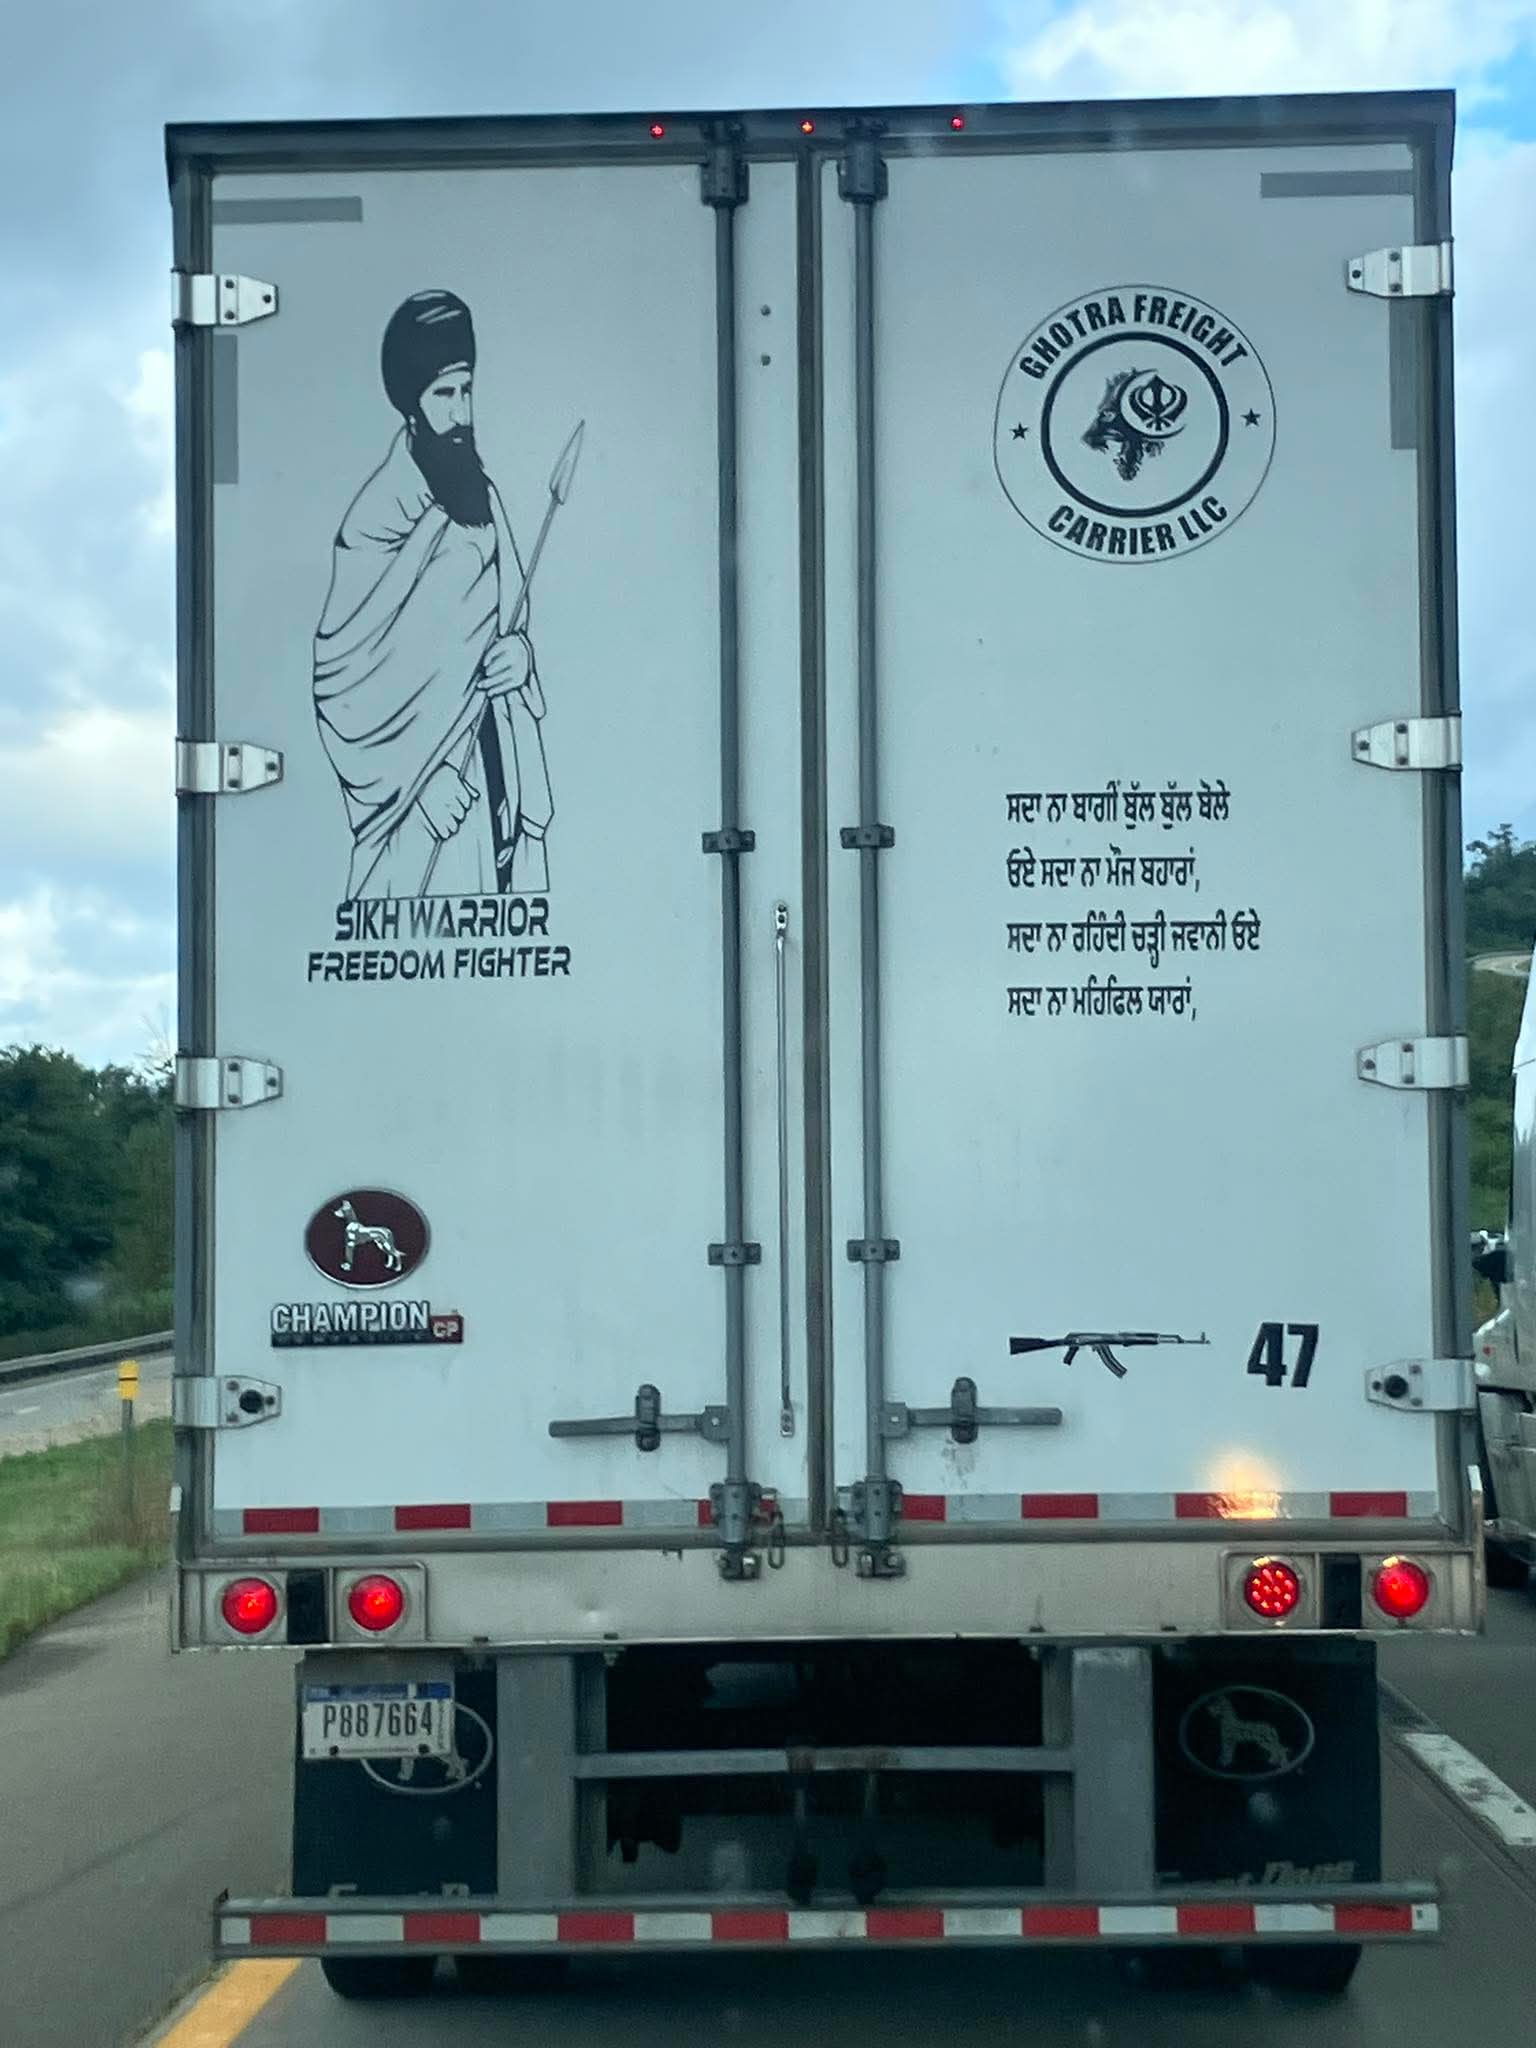 GHOTRA FREIGHT
CARRIER LLC
ਸਦਾ ਨਾ ਬਾਗੀਂ ਬੁੱਲ ਬੁੱਲ ਬੋਲੇ
ਓਏ ਸਦਾ ਨਾ ਮੌਜ ਬਹਾਰਾਂ,
ਸਦਾ ਨਾ ਰਹਿੰਦੀ ਚੜ੍ਹੀ ਜਵਾਨੀ ਓਏ
ਸਦਾ ਨਾ ਮਹਿਫਿਲ ਯਾਰਾਂ,
SIKH WARRIOR
FREEDOM FIGHTER
CHAMPION
CP
47
P887664